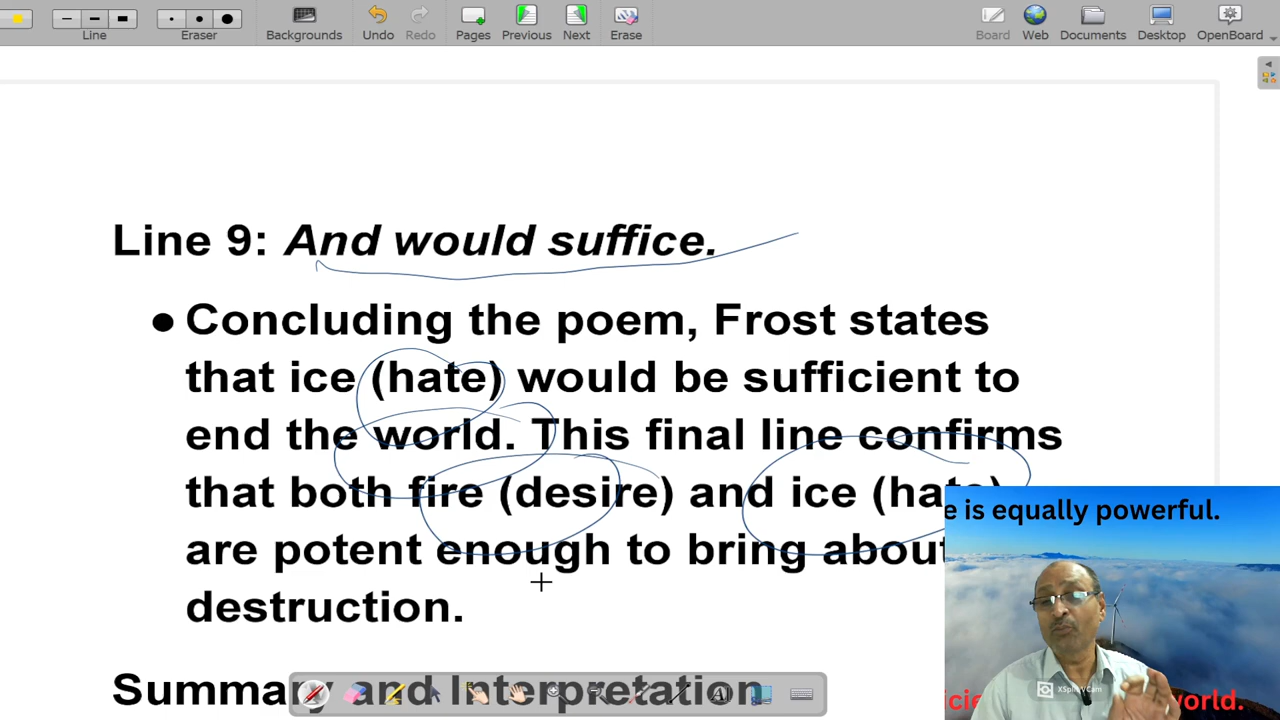 Line
Eraser
Backgrounds
Undo
Redo
Pages
Previous
Next
Erase
Board
Web
Documents
Desktop
OpenBoard
Line 9: And would suffice.
• Concluding the poem, Frost states
that ice (hate) would be sufficient to
end the world. This final line confirms
that both fire (desire) and ice (hate)
are potent enough to bring about
destruction.
e is equally powerful.
Summary and Interpretation
XSplit VCam
world.